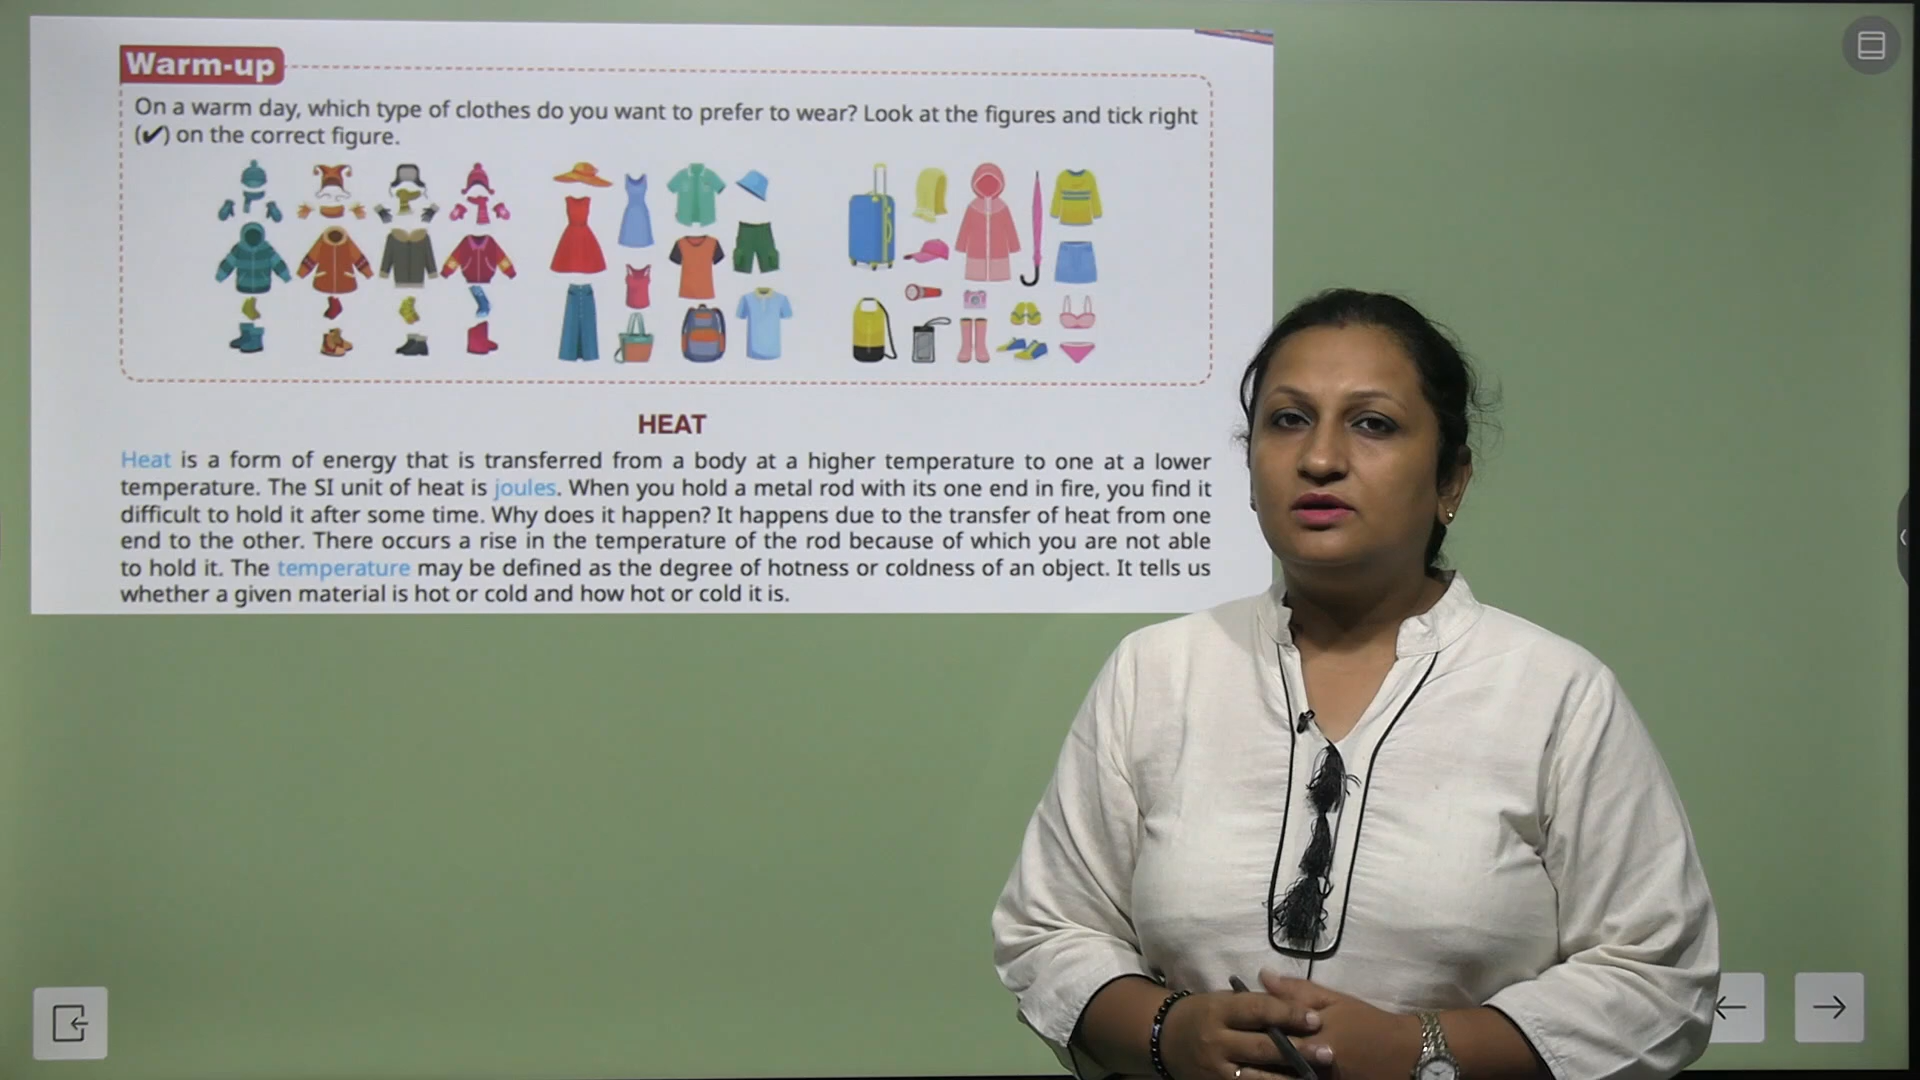 Warm-up
On a warm day, which type of clothes do you want to prefer to wear? Look at the figures and tick right
(✔) on the correct figure.
HEAT
Heat is a form of energy that is transferred from a body at a higher temperature to one at a lower
temperature. The SI unit of heat is joules. When you hold a metal rod with its one end in fire, you find it
difficult to hold it after some time. Why does it happen? It happens due to the transfer of heat from one
end to the other. There occurs a rise in the temperature of the rod because of which you are not able
to hold it. The temperature may be defined as the degree of hotness or coldness of an object. It tells us
whether a given material is hot or cold and how hot or cold it is.